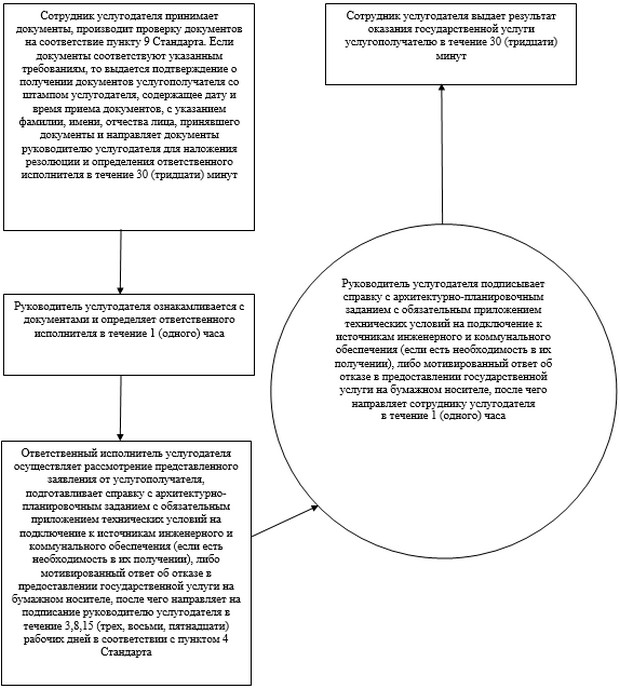 Сотрудник услугодателя принимает
документы, производит проверку документов
на соответствие пункту 9 Стандарта. Если
документы соответствуют указанным
требованиям, то выдается подтверждение о
получении документов услугополучателя со
штампом услугодателя, содержащее дату и
время приема документов, с указанием
фамилии, имени, отчества лица, принявшего
документы и направляет документы
руководителю услугодателя для наложения
резолюции и определения ответственного
исполнителя в течение 30 (тридцати) минут
Руководитель услугодателя ознакамливается с
документами и определяет ответственного
исполнителя в течение 1 (одного) часа
Ответственный исполнитель услугодателя
осуществляет рассмотрение представленного
заявления от услугополучателя,
подготавливает справку с архитектурно-
планировочным заданием с обязательным
приложением технических условий на
подключение к источникам инженерного и
коммунального обеспечения (если есть
необходимость в их получении), либо
мотивированный ответ об отказе в
предоставлении государственной услуги на
бумажном носителе, после чего направляет на
подписание руководителю услугодателя в
течение 3,8,15 (трех, восьми, пятнадцати)
рабочих дней в соответствии с пунктом 4
Стандарта
Руководитель услугодателя подписывает
справку с архитектурно-планировочным
заданием с обязательным приложением
технических условий на подключение к
источникам инженерного и коммунального
обеспечения (если есть необходимость в их
получении), либо мотивированный ответ об
отказе в предоставлении государственной
услуги на бумажном носителе, после чего
направляет сотруднику услугодателя
в течение 1 (одного) часа
Сотрудник услугодателя выдает результат
оказания государственной услуги
услугополучателю в течение 30 (тридцати)
минут